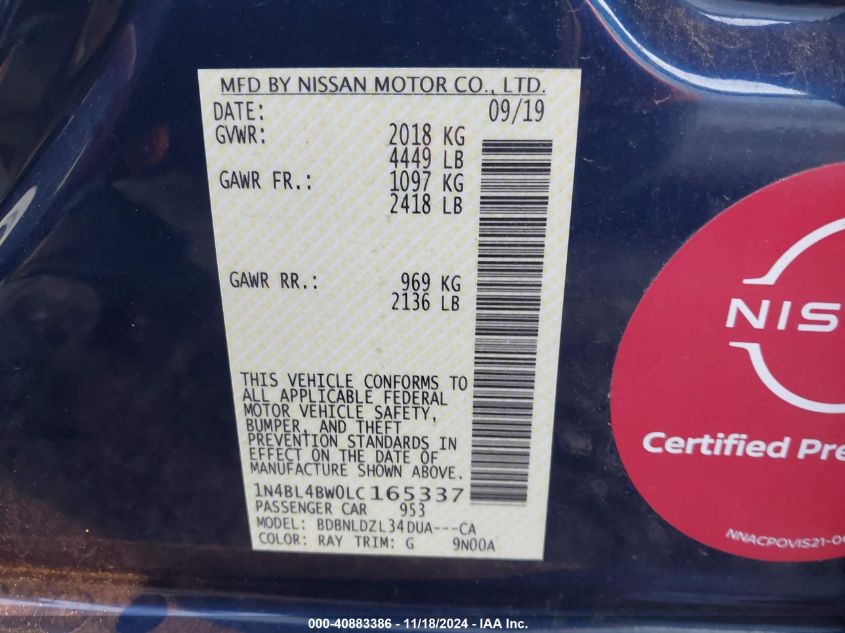 MFD BY NISSAN MOTOR CO., LTD.
DATE: 09/19
GVWR: 2018 KG
4449 LB
GAWR FR.: 1097 KG
2418 LB
GAWR RR.: 969 KG
2136 LB
THIS VEHICLE CONFORMS TO
ALL APPLICABLE FEDERAL
MOTOR VEHICLE SAFETY,
BUMPER, AND THEFT
PREVENTION STANDARDS IN
EFFECT ON THE DATE OF
MANUFACTURE SHOWN ABOVE.
1N4BL4BW0LC165337
PASSENGER CAR 953
MODEL: BDBNLDZL34DUA---CA
COLOR: RAY TRIM: G 9N00A
NIS
Certified Pre
NNACPOVIS21-0
000-40883386 - 11/18/2024 - IAA Inc.